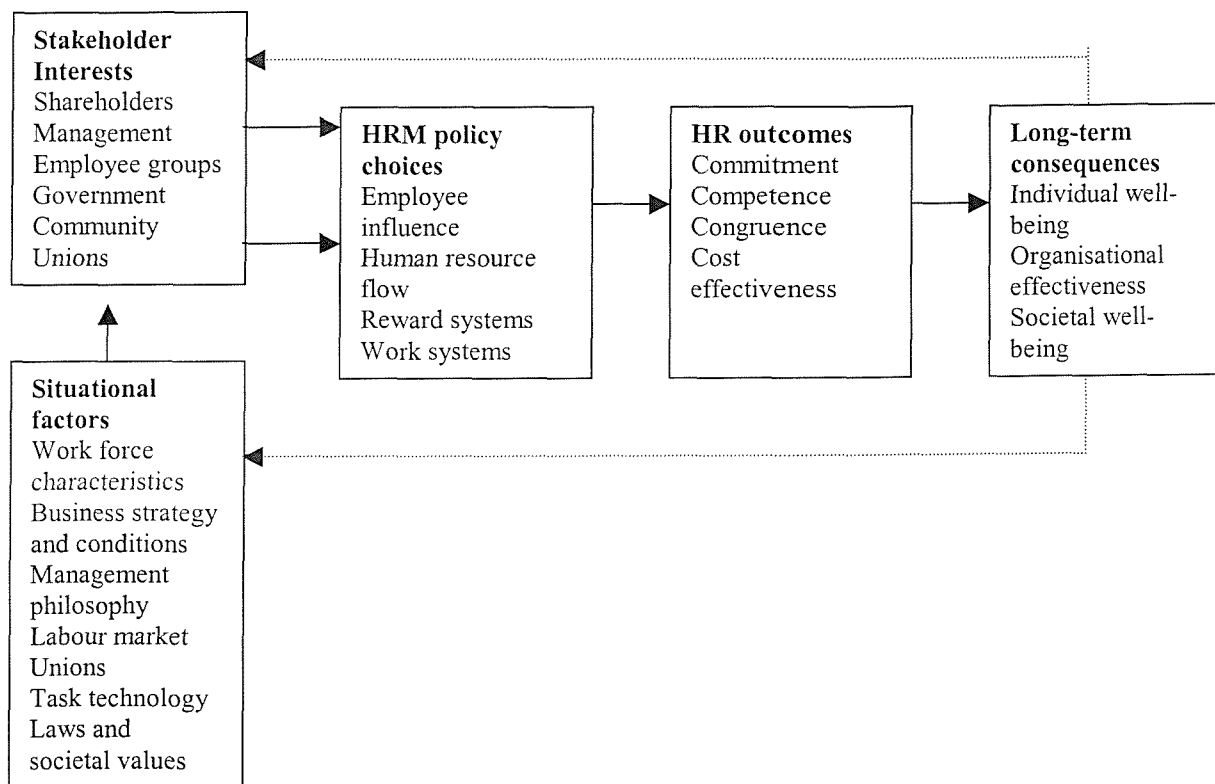 Stakeholder
Interests
Shareholders
Management
Employee groups
Government
Community
Unions
HRM policy
choices
Employee
influence
Human resource
flow
Reward systems
Work systems
HR outcomes
Commitment
Competence
Congruence
Cost
effectiveness
Long-term
consequences
Individual well-
being
Organisational
effectiveness
Societal well-
being
Situational
factors
Work force
characteristics
Business strategy
and conditions
Management
philosophy
Labour market
Unions
Task technology
Laws and
societal values